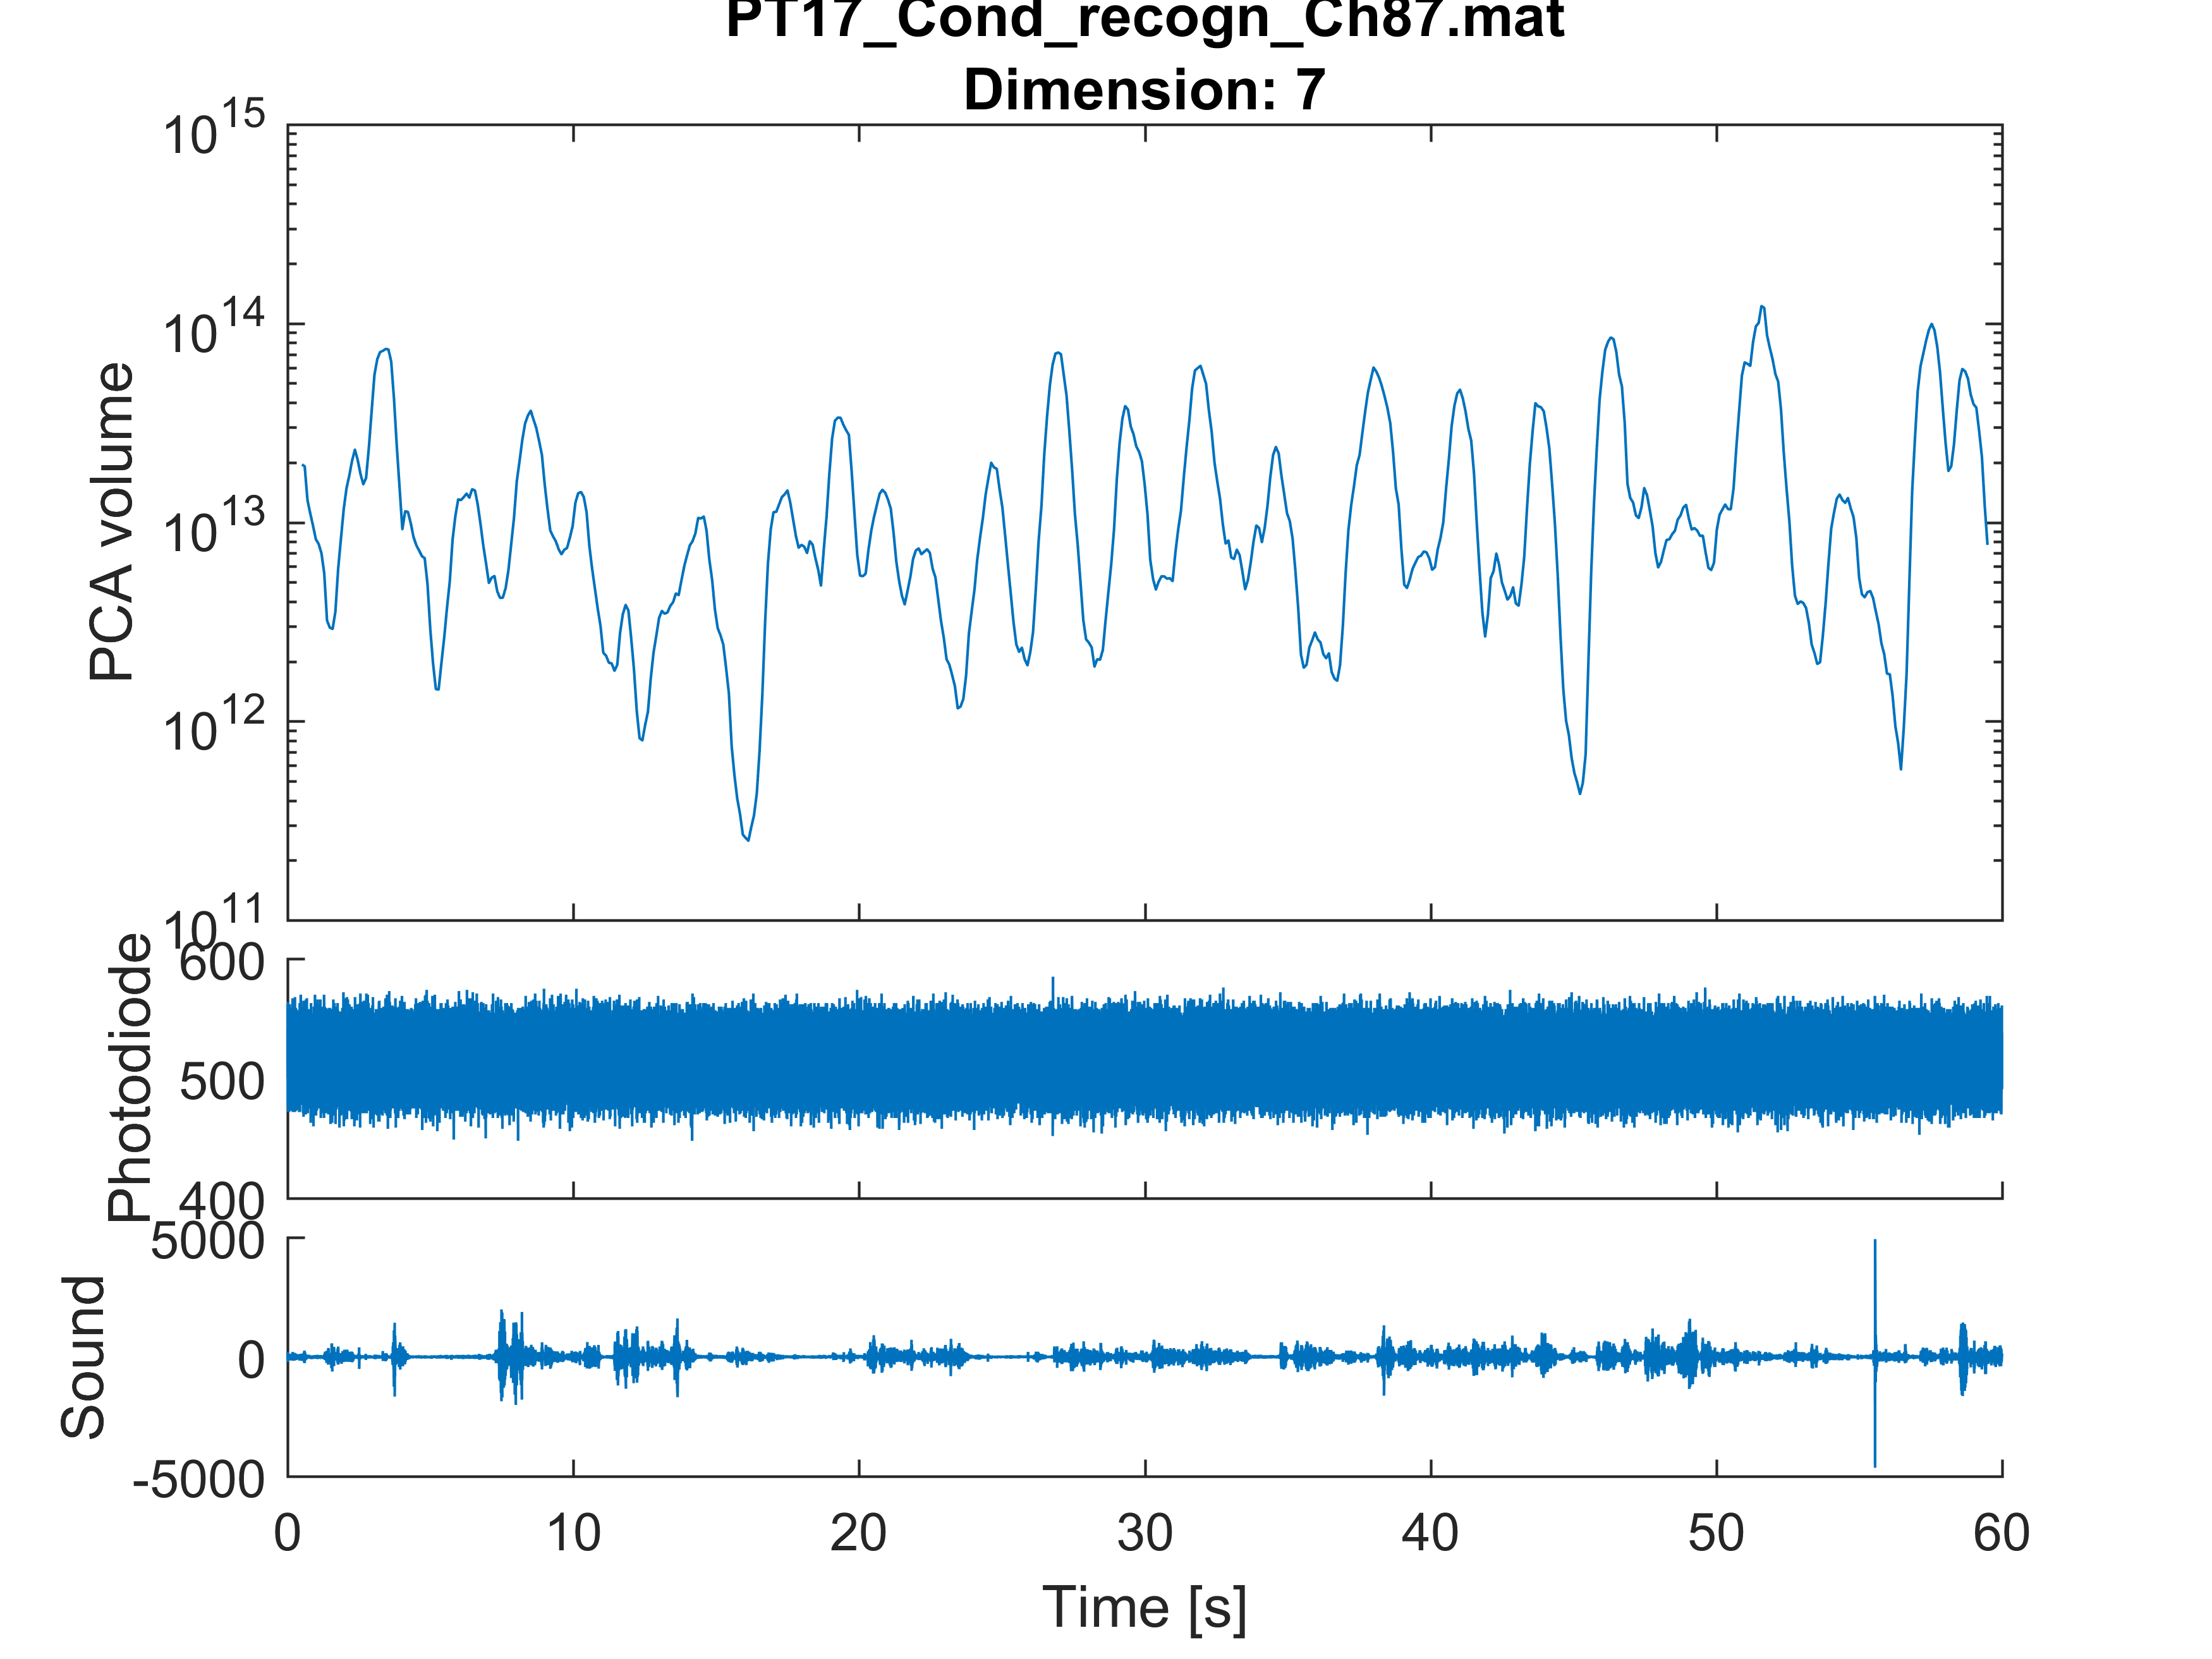 PT17_Cond_recogn_Ch87.mat
Dimension: 7
10^15
10^14
10^13
10^12
10^11
PCA volume
600
500
400
Photodiode
5000
0
-5000
Sound
0 10 20 30 40 50 60
Time [s]